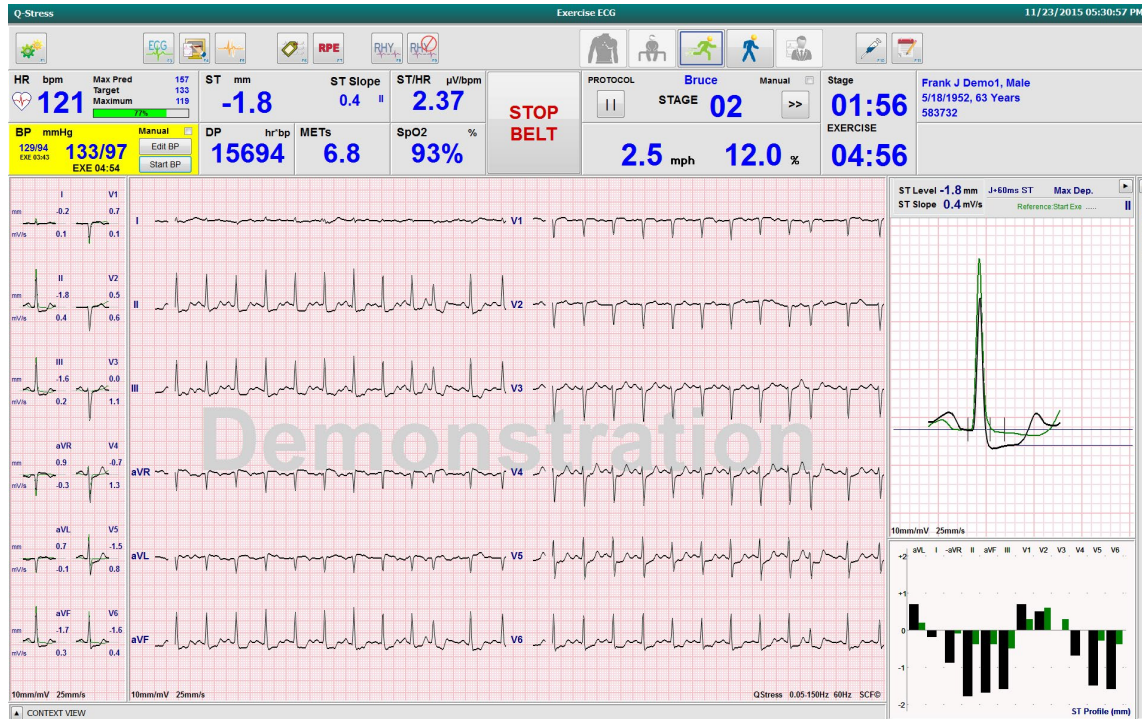 Q-Stress Exercise ECG 11/23/2015 05:30:57 PM
ECG RPE RHY RHY
HR bpm Max Pred 157
Target 133
Maximum 119
121 77%
ST mm ST Slope
-1.8 0.4 II
ST/HR µV/bpm
2.37
STOP
BELT
PROTOCOL Bruce Manual
STAGE 02 >>
2.5 mph 12.0 %
Stage
01:56
EXERCISE
04:56
Frank J Demo1, Male
5/18/1952, 63 Years
583732
BP mmHg Manual
129/94 133/97 Edit BP
EXE 03:43 EXE 04:54 Start BP
DP hr*bp
15694
METs
6.8
SpO2 %
93%
I V1
mm -0.2 0.7
mV/s 0.1 0.1
II V2
mm -1.8 0.5
mV/s 0.4 0.6
III V3
mm -1.6 0.0
mV/s 0.2 1.1
aVR V4
mm 0.9 -0.7
mV/s -0.3 1.3
aVL V5
mm 0.7 -1.5
mV/s -0.1 0.8
aVF V6
mm -1.7 -1.6
mV/s 0.3 0.4
10mm/mV 25mm/s
I V1
II V2
III V3
Demonstration
aVR V4
aVL V5
aVF V6
10mm/mV 25mm/s QStress 0.05-150Hz 60Hz SCF©
ST Level -1.8 mm J+60ms ST Max Dep.
ST Slope 0.4 mV/s Reference:Start Exe ..... II
10mm/mV 25mm/s
aVL I -aVR II aVF III V1 V2 V3 V4 V5 V6
+2
+1
0
-1
-2
ST Profile (mm)
CONTEXT VIEW